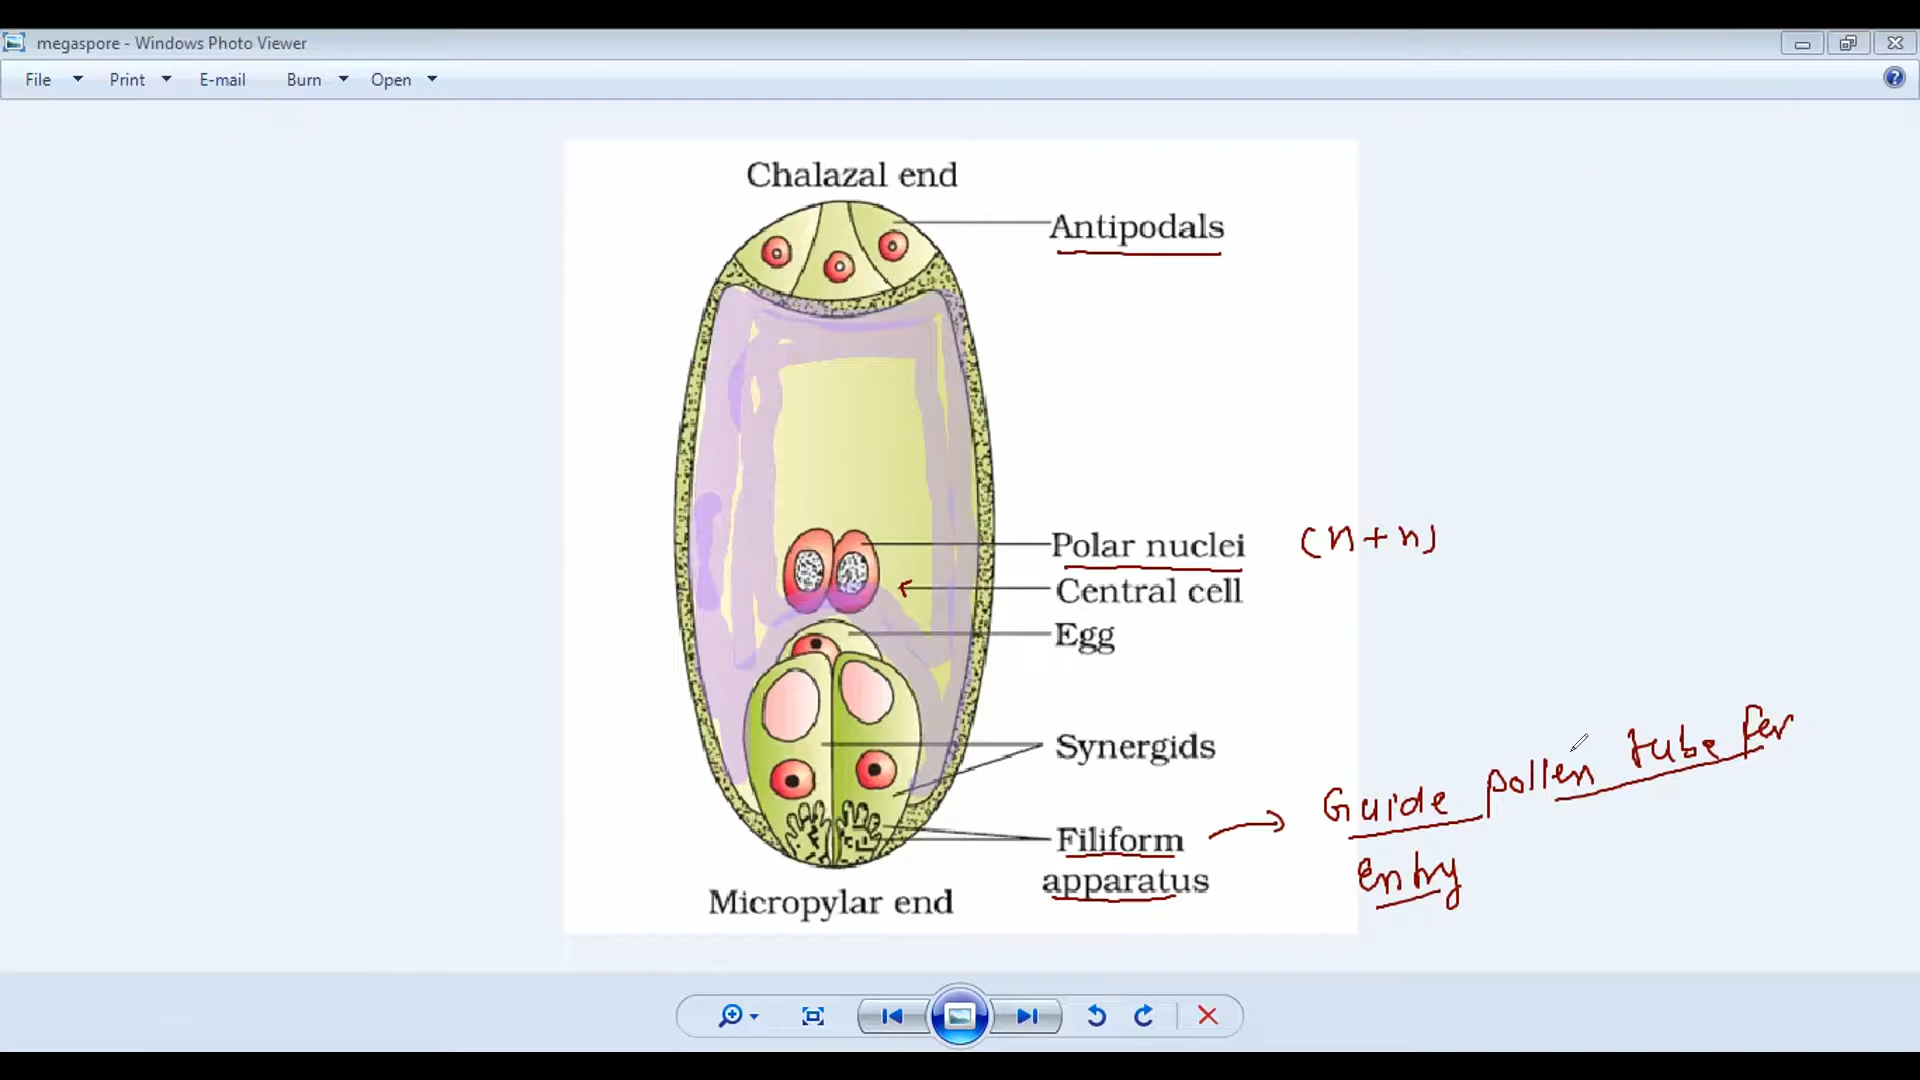 megaspore - Windows Photo Viewer
File Print E-mail Burn Open
Chalazal end
Antipodals
Polar nuclei (n+n)
Central cell
Egg
Synergids
Guide pollen tube for
Filiform
apparatus
entry
Micropylar end